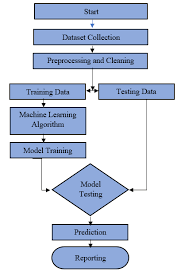 Start
Dataset Collection
Preprocessing and Cleaning
Training Data
Testing Data
Machine Learning
Algorithm
Model Training
Model
Testing
Prediction
Reporting